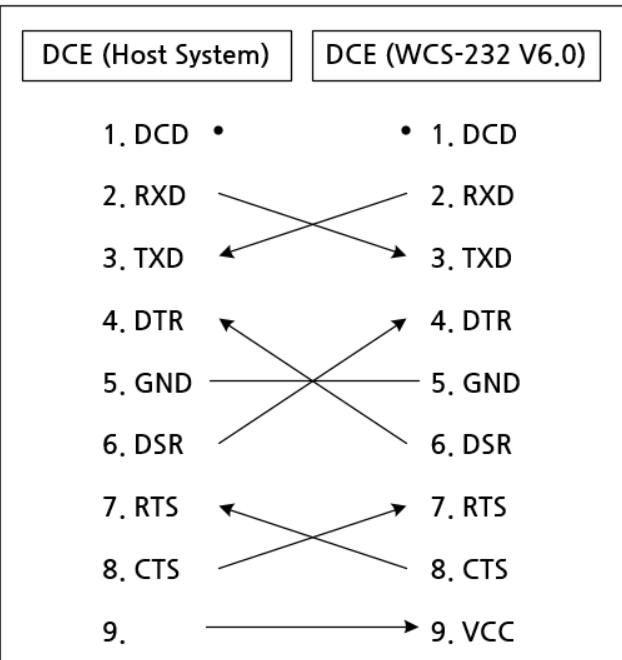 DCE (Host System) DCE (WCS-232 V6.0)
1. DCD 1. DCD
2. RXD 2. RXD
3. TXD 3. TXD
4. DTR 4. DTR
5. GND 5. GND
6. DSR 6. DSR
7. RTS 7. RTS
8. CTS 8. CTS
9. 9. VCC